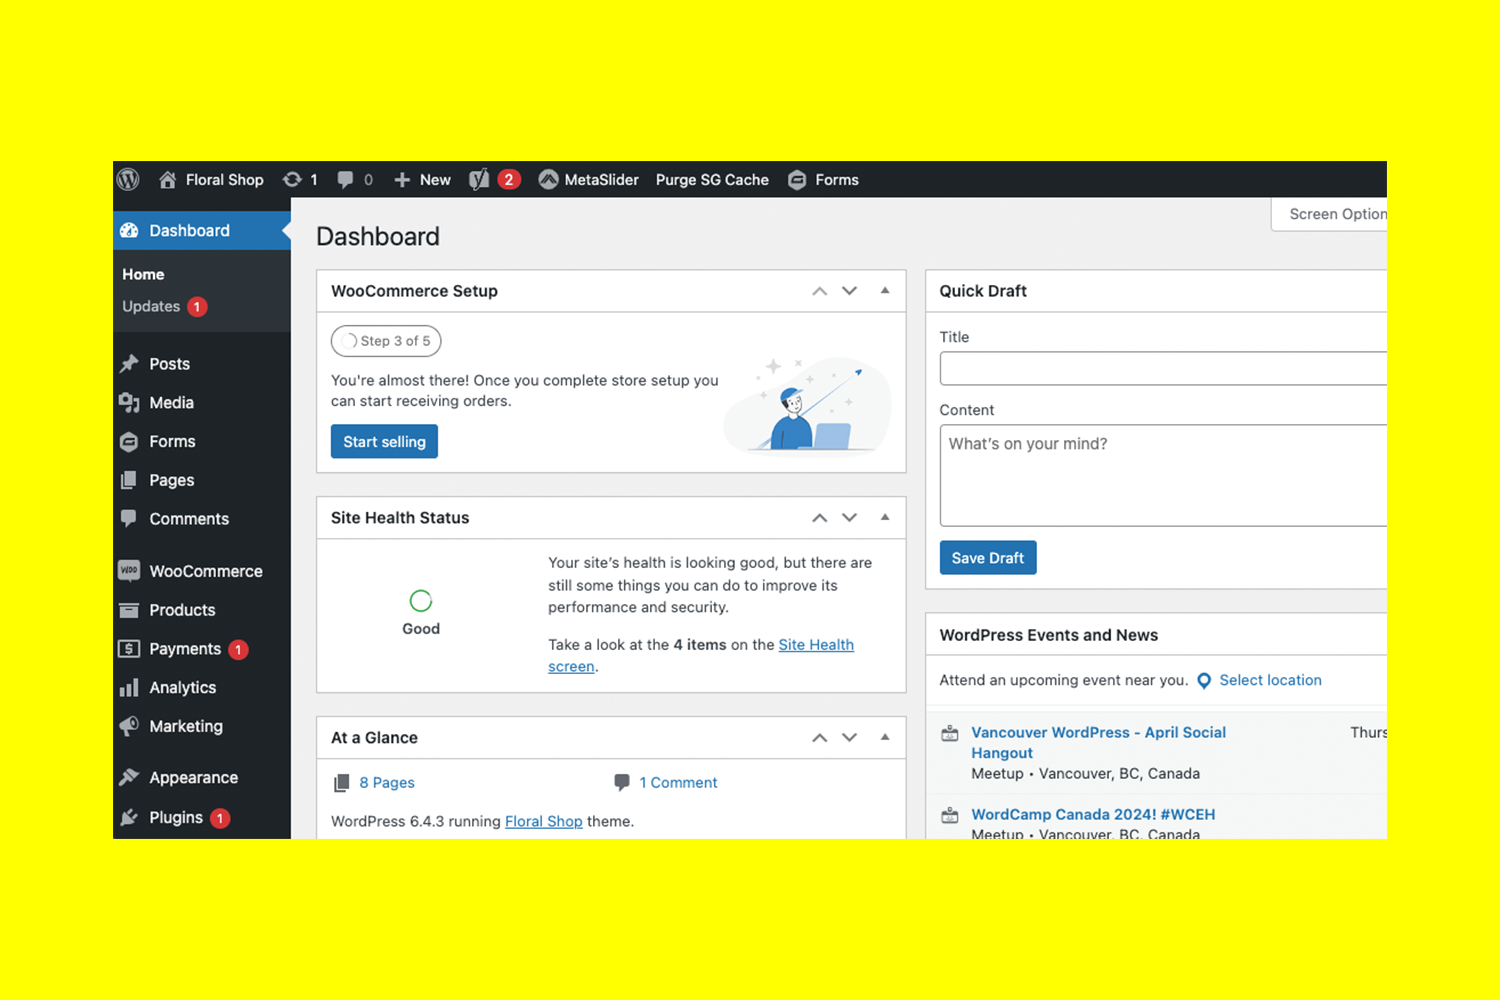 Floral Shop 1 0 New 2 MetaSlider Purge SG Cache Forms
Dashboard
Home
Updates 1
Posts
Media
Forms
Pages
Comments
WOO WooCommerce
Products
Payments 1
Analytics
Marketing
Appearance
Plugins 1
Screen Option
Dashboard
WooCommerce Setup
Step 3 of 5
You're almost there! Once you complete store setup you
can start receiving orders.
Start selling
Site Health Status
Good
Your site’s health is looking good, but there are
still some things you can do to improve its
performance and security.
Take a look at the 4 items on the Site Health
screen.
At a Glance
8 Pages 1 Comment
WordPress 6.4.3 running Floral Shop theme.
Quick Draft
Title
Content
What’s on your mind?
Save Draft
WordPress Events and News
Attend an upcoming event near you. Select location
Vancouver WordPress - April Social Thurs
Hangout
Meetup • Vancouver, BC, Canada
WordCamp Canada 2024! #WCEH
Meetup • Vancouver, BC, Canada